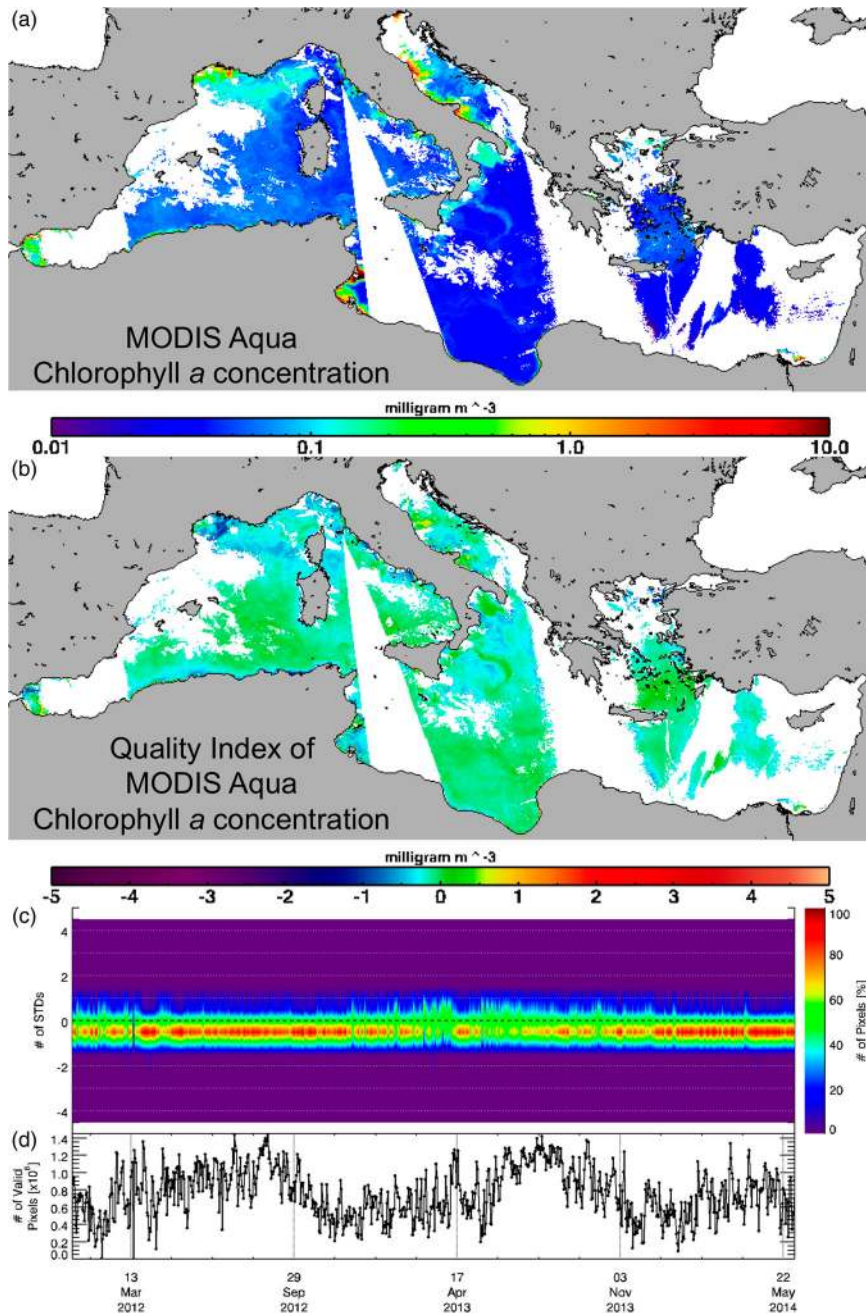 (a)
MODIS Aqua
Chlorophyll a concentration
milligram m ^ -3
0.01 0.1 1.0 10.0
(b)
Quality Index of
MODIS Aqua
Chlorophyll a concentration
milligram m ^ -3
-5 -4 -3 -2 -1 0 1 2 3 4 5
(c)
# of STDs
4
2
0
-2
-4
100
80
60
40
20
0
# of Pixels [%]
(d)
# of Valid
Pixels [x10⁶]
1.4
1.2
1.0
0.8
0.6
0.4
0.2
0.0
13 29 17 03 22
Mar Sep Apr Nov May
2012 2012 2013 2013 2014